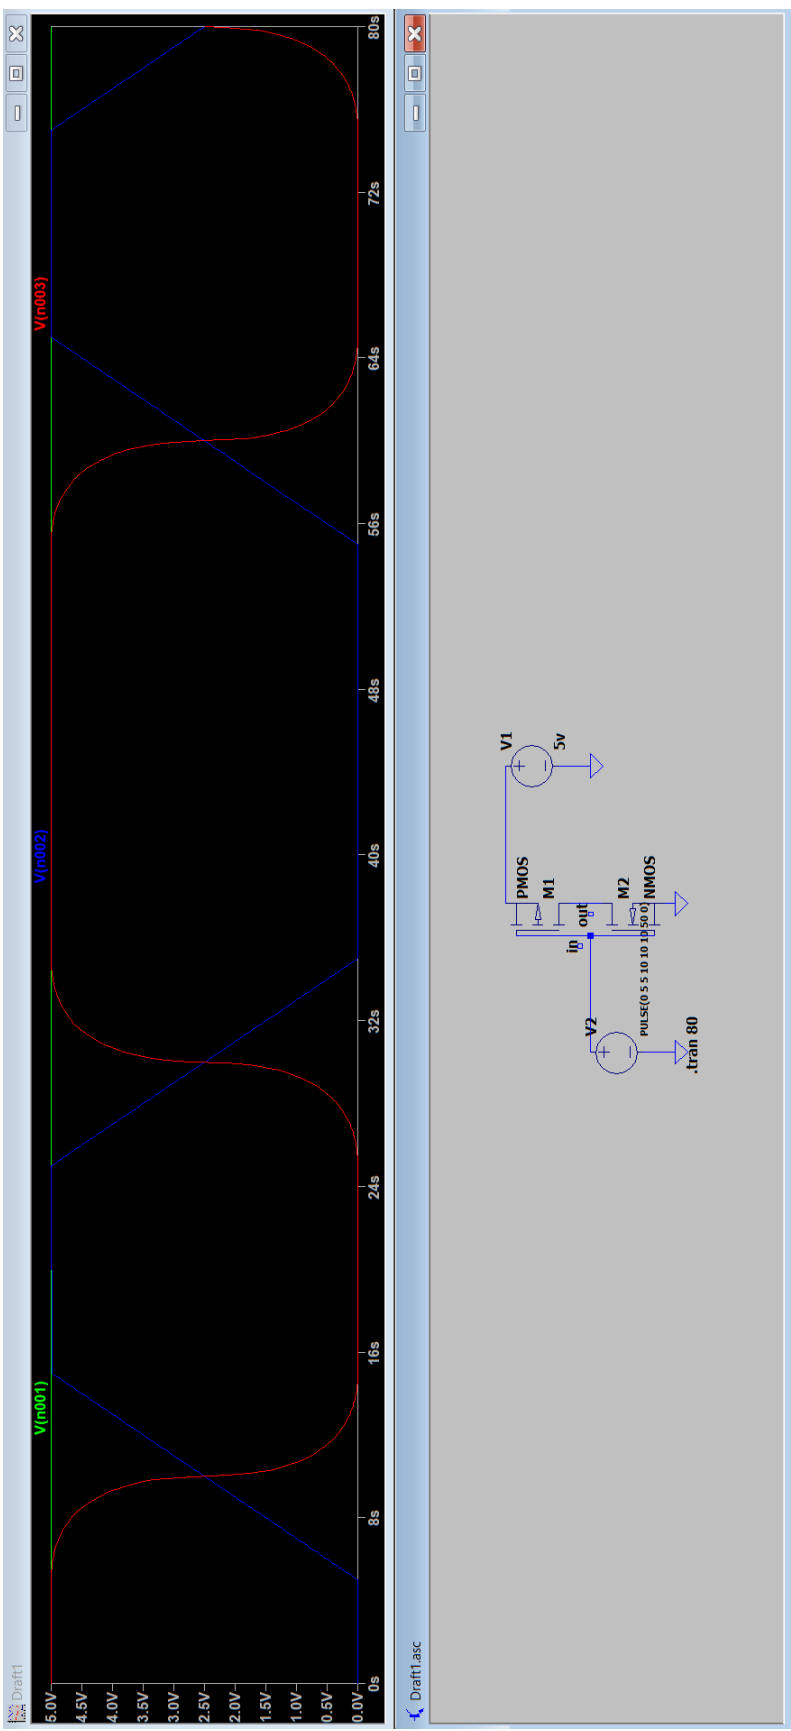 Draft1
V(n001)
V(n002)
V(n003)
5.0V
4.5V
4.0V
3.5V
3.0V
2.5V
2.0V
1.5V
1.0V
0.5V
0.0V
0s
8s
16s
24s
32s
40s
48s
56s
64s
72s
80s
Draft1.asc
V1
5v
PMOS
M1
out
in
M2
NMOS
V2
PULSE(0 5 5 10 10 10 50 0)
.tran 80